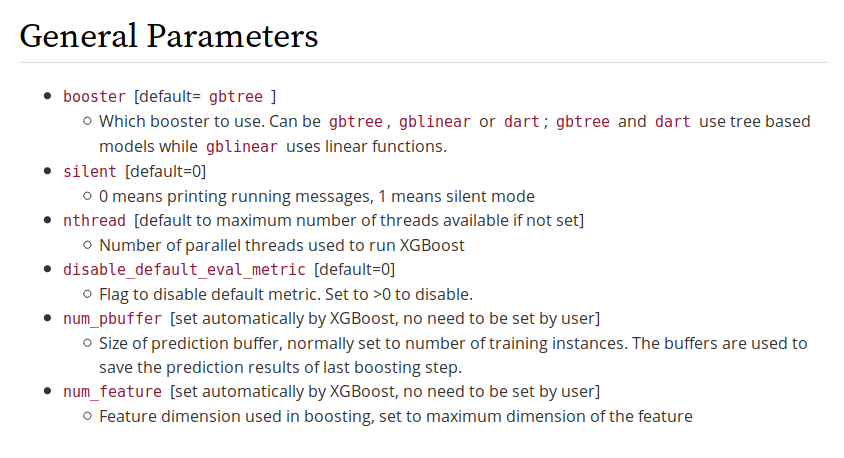 General Parameters
• booster [default= gbtree ]
○ Which booster to use. Can be gbtree, gblinear or dart; gbtree and dart use tree based
models while gblinear uses linear functions.
• silent [default=0]
○ 0 means printing running messages, 1 means silent mode
• nthread [default to maximum number of threads available if not set]
○ Number of parallel threads used to run XGBoost
• disable_default_eval_metric [default=0]
○ Flag to disable default metric. Set to >0 to disable.
• num_pbuffer [set automatically by XGBoost, no need to be set by user]
○ Size of prediction buffer, normally set to number of training instances. The buffers are used to
save the prediction results of last boosting step.
• num_feature [set automatically by XGBoost, no need to be set by user]
○ Feature dimension used in boosting, set to maximum dimension of the feature